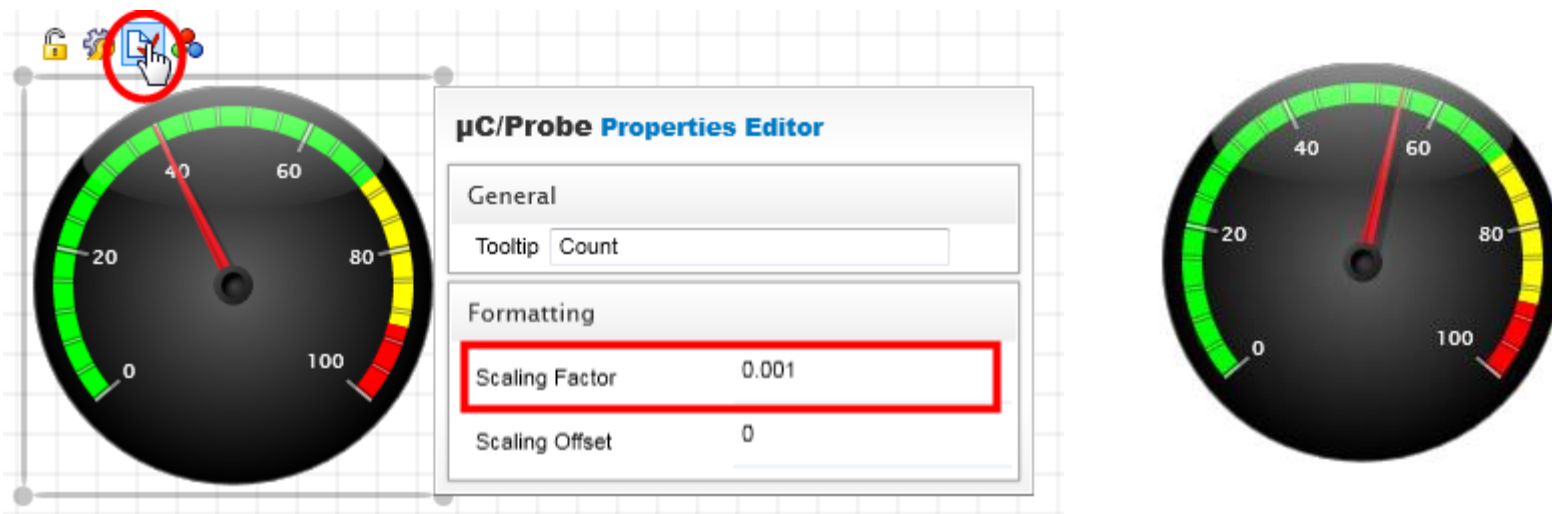 µC/Probe Properties Editor
General
Tooltip Count
Formatting
Scaling Factor 0.001
Scaling Offset 0
0
20
40
60
80
100
0
20
40
60
80
100